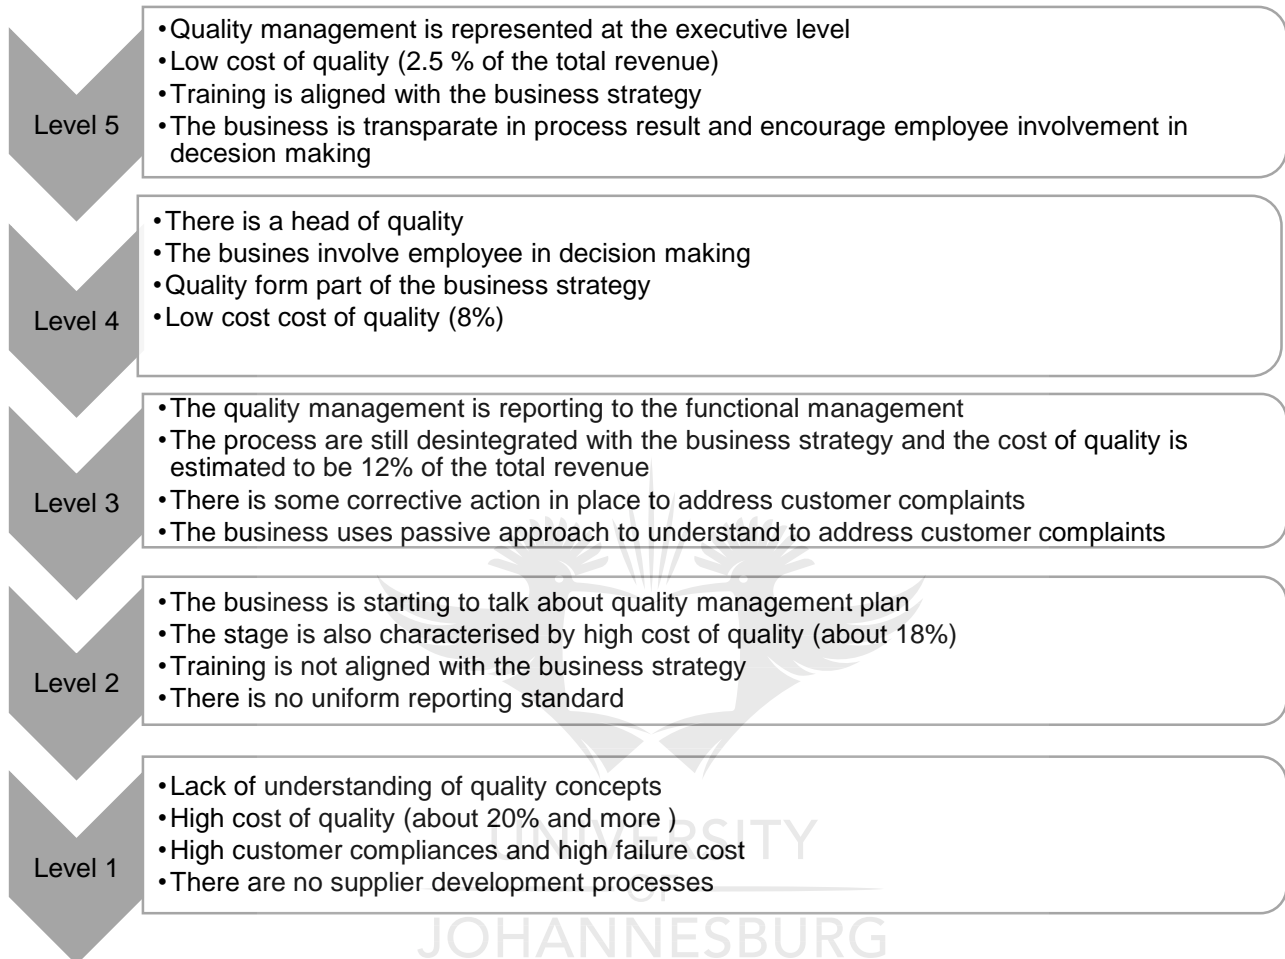 Level 5
•Quality management is represented at the executive level
•Low cost of quality (2.5 % of the total revenue)
•Training is aligned with the business strategy
•The business is transparate in process result and encourage employee involvement in
decesion making
Level 4
•There is a head of quality
•The busines involve employee in decision making
•Quality form part of the business strategy
•Low cost cost of quality (8%)
Level 3
•The quality management is reporting to the functional management
•The process are still desintegrated with the business strategy and the cost of quality is
estimated to be 12% of the total revenue
•There is some corrective action in place to address customer complaints
•The business uses passive approach to understand to address customer complaints
Level 2
•The business is starting to talk about quality management plan
•The stage is also characterised by high cost of quality (about 18%)
•Training is not aligned with the business strategy
•There is no uniform reporting standard
Level 1
•Lack of understanding of quality concepts
•High cost of quality (about 20% and more )
•High customer compliances and high failure cost
•There are no supplier development processes
UNIVERSITY
OF
JOHANNESBURG